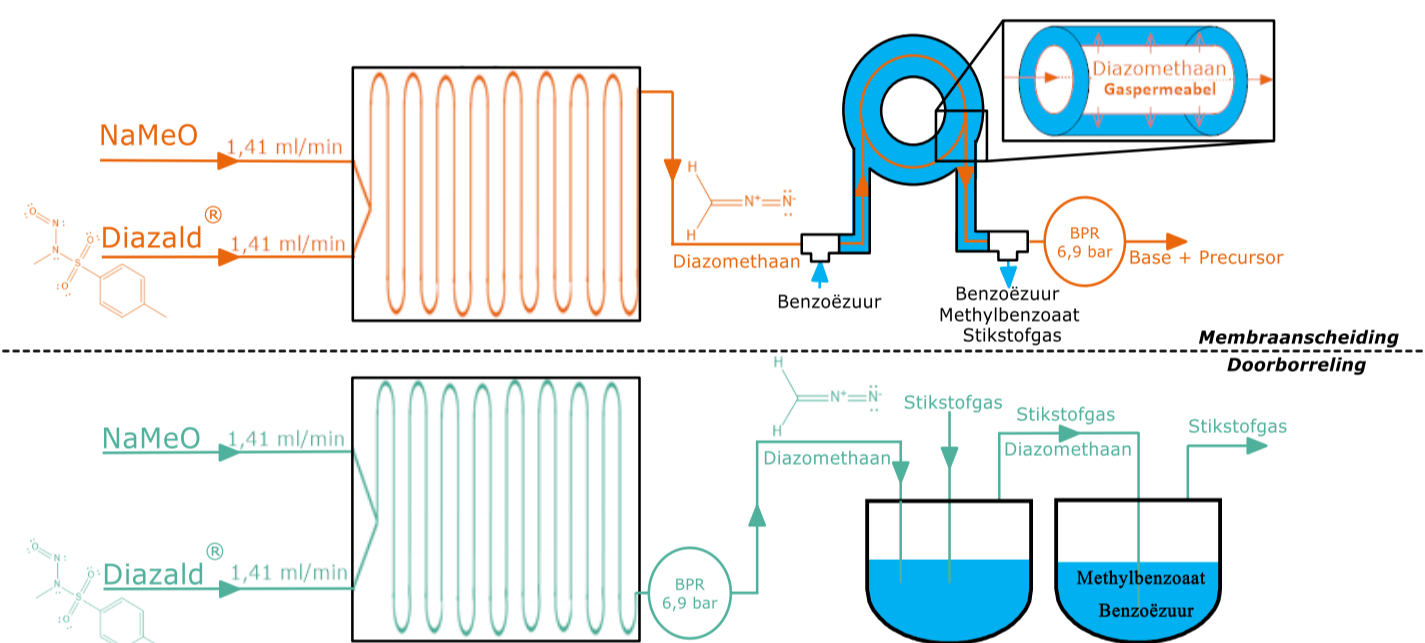 NaMeO
1,41 ml/min
Diazald®
1,41 ml/min
O
N
N
S
O
O
H
H
N⁺
N⁻
Diazomethaan
Benzoëzuur
Diazomethaan
Gaspermeabel
BPR
6,9 bar
Base + Precursor
Benzoëzuur
Methylbenzoaat
Stikstofgas
Membraanscheiding
Doorborreling
NaMeO
1,41 ml/min
Diazald®
1,41 ml/min
O
N
N
S
O
O
BPR
6,9 bar
H
H
N⁺
N⁻
Diazomethaan
Stikstofgas
Stikstofgas
Diazomethaan
Stikstofgas
Methylbenzoaat
Benzoëzuur